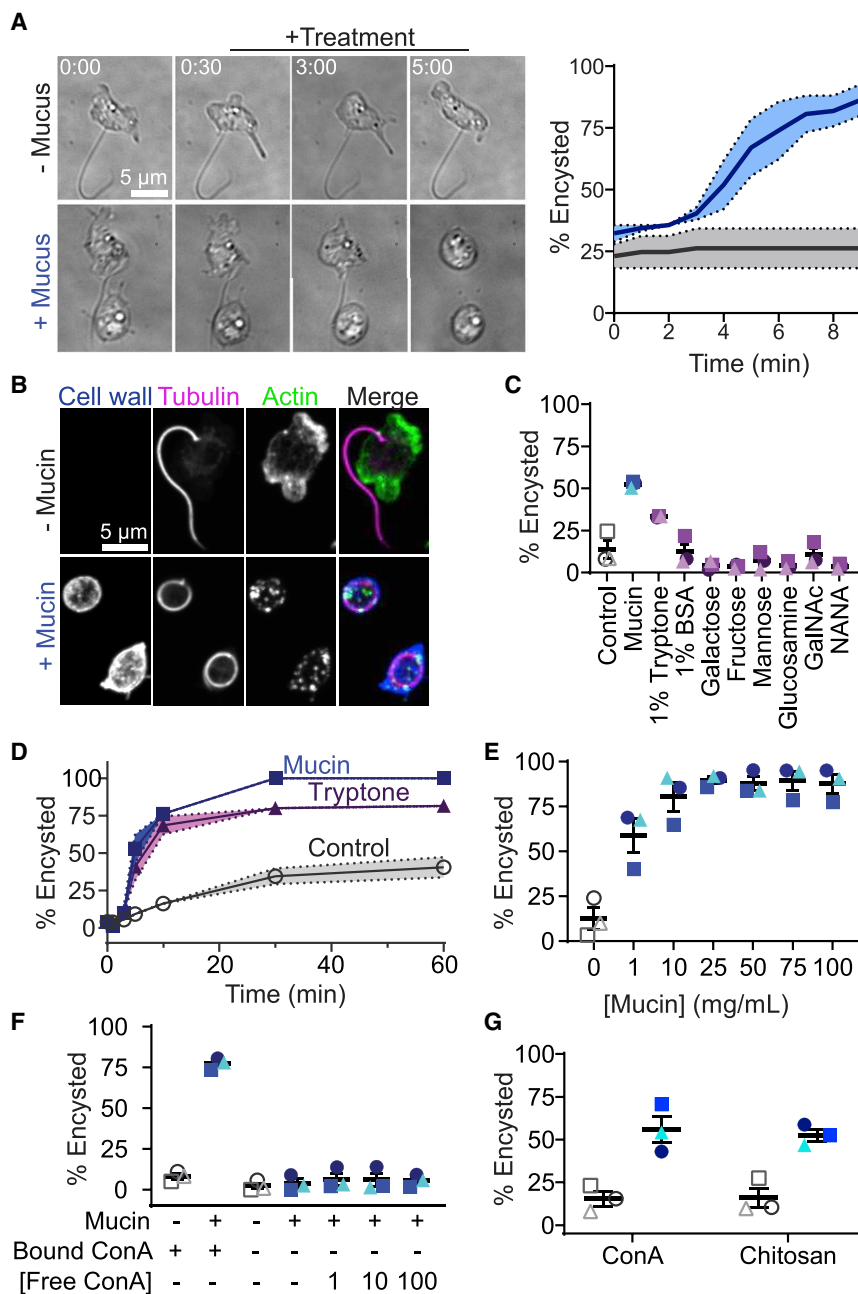 A
+Treatment
0:00 0:30 3:00 5:00
- Mucus
5 µm
+ Mucus
% Encysted
100
75
50
25
0
0 2 4 6 8
Time (min)
B
Cell wall Tubulin Actin Merge
- Mucin
5 µm
+ Mucin
C
% Encysted
100
75
50
25
0
Control
Mucin
1% Tryptone
1% BSA
Galactose
Fructose
Mannose
Glucosamine
GalNAc
NANA
D
% Encysted
100
75
50
25
0
Mucin
Tryptone
Control
0 20 40 60
Time (min)
E
% Encysted
100
75
50
25
0
0 1 10 25 50 75 100
[Mucin] (mg/mL)
F
% Encysted
100
75
50
25
0
Mucin - + - + + + +
Bound ConA + + - - - - -
[Free ConA] - - - - 1 10 100
G
% Encysted
100
75
50
25
0
ConA Chitosan